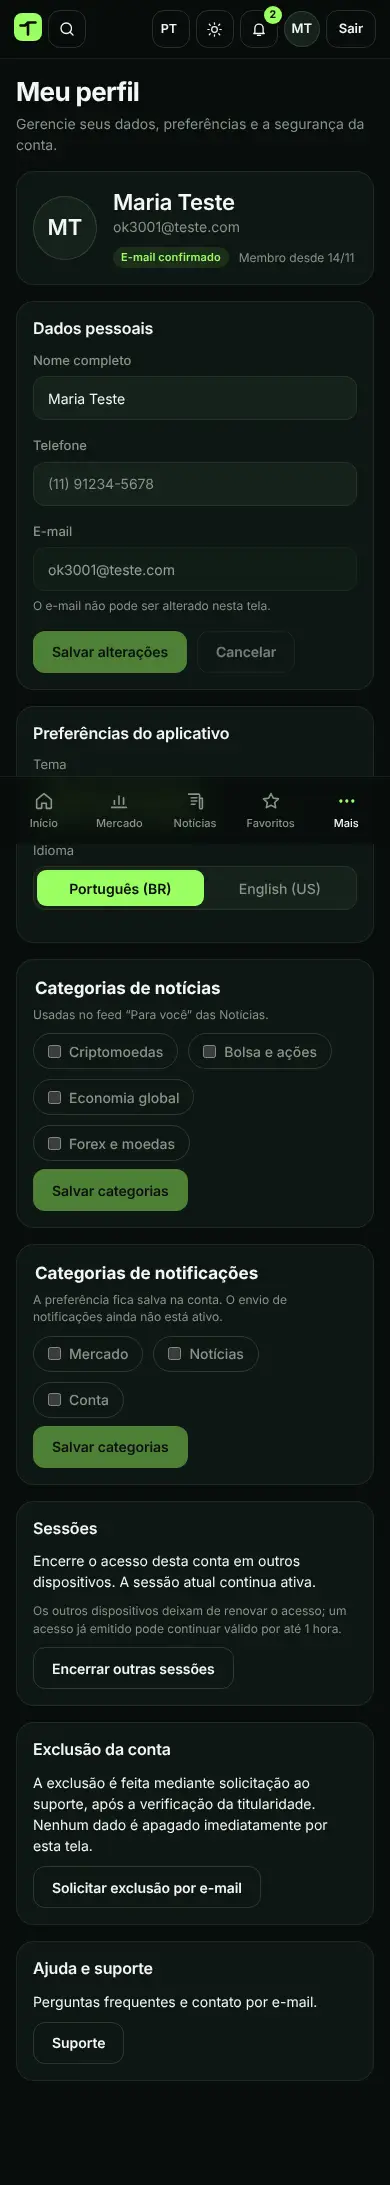 PT
2
MT
Sair
Meu perfil
Gerencie seus dados, preferências e a segurança da
conta.
MT
Maria Teste
ok3001@teste.com
E-mail confirmado
Membro desde 14/11
Dados pessoais
Nome completo
Maria Teste
Telefone
(11) 91234-5678
E-mail
ok3001@teste.com
O e-mail não pode ser alterado nesta tela.
Salvar alterações
Cancelar
Preferências do aplicativo
Tema
Início
Mercado
Notícias
Favoritos
Mais
Idioma
Português (BR)
English (US)
Categorias de notícias
Usadas no feed “Para você” das Notícias.
Criptomoedas
Bolsa e ações
Economia global
Forex e moedas
Salvar categorias
Categorias de notificações
A preferência fica salva na conta. O envio de
notificações ainda não está ativo.
Mercado
Notícias
Conta
Salvar categorias
Sessões
Encerre o acesso desta conta em outros
dispositivos. A sessão atual continua ativa.
Os outros dispositivos deixam de renovar o acesso; um
acesso já emitido pode continuar válido por até 1 hora.
Encerrar outras sessões
Exclusão da conta
A exclusão é feita mediante solicitação ao
suporte, após a verificação da titularidade.
Nenhum dado é apagado imediatamente por
esta tela.
Solicitar exclusão por e-mail
Ajuda e suporte
Perguntas frequentes e contato por e-mail.
Suporte